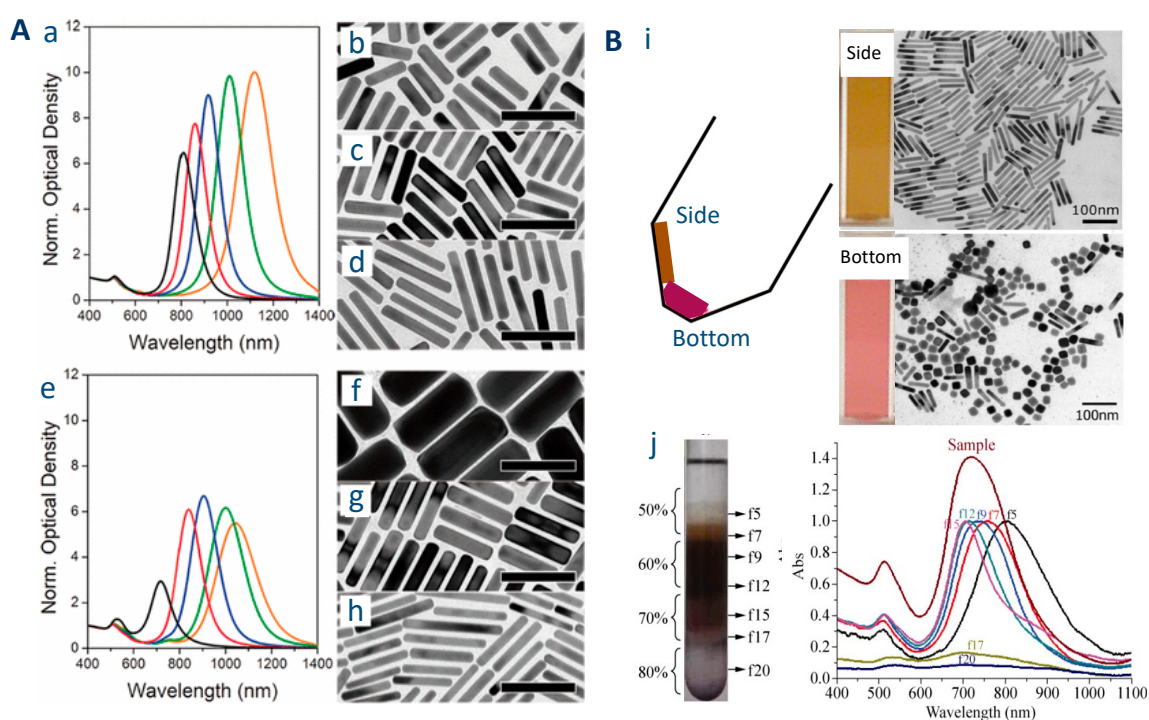 A
a
Norm. Optical Density
12
10
8
6
4
2
0
400 600 800 1000 1200 1400
Wavelength (nm)
b
c
d
e
Norm. Optical Density
12
10
8
6
4
2
0
400 600 800 1000 1200 1400
Wavelength (nm)
f
g
h
B
i
Side
Bottom
Side
100nm
Bottom
100nm
j
50%
60%
70%
80%
f5
f7
f9
f12
f15
f17
f20
Abs
1.4
1.2
1.0
0.8
0.6
0.4
0.2
0.0
Sample
f15
f12
f9
f7
f5
f17
f20
400 500 600 700 800 900 1000 1100
Wavelength (nm)